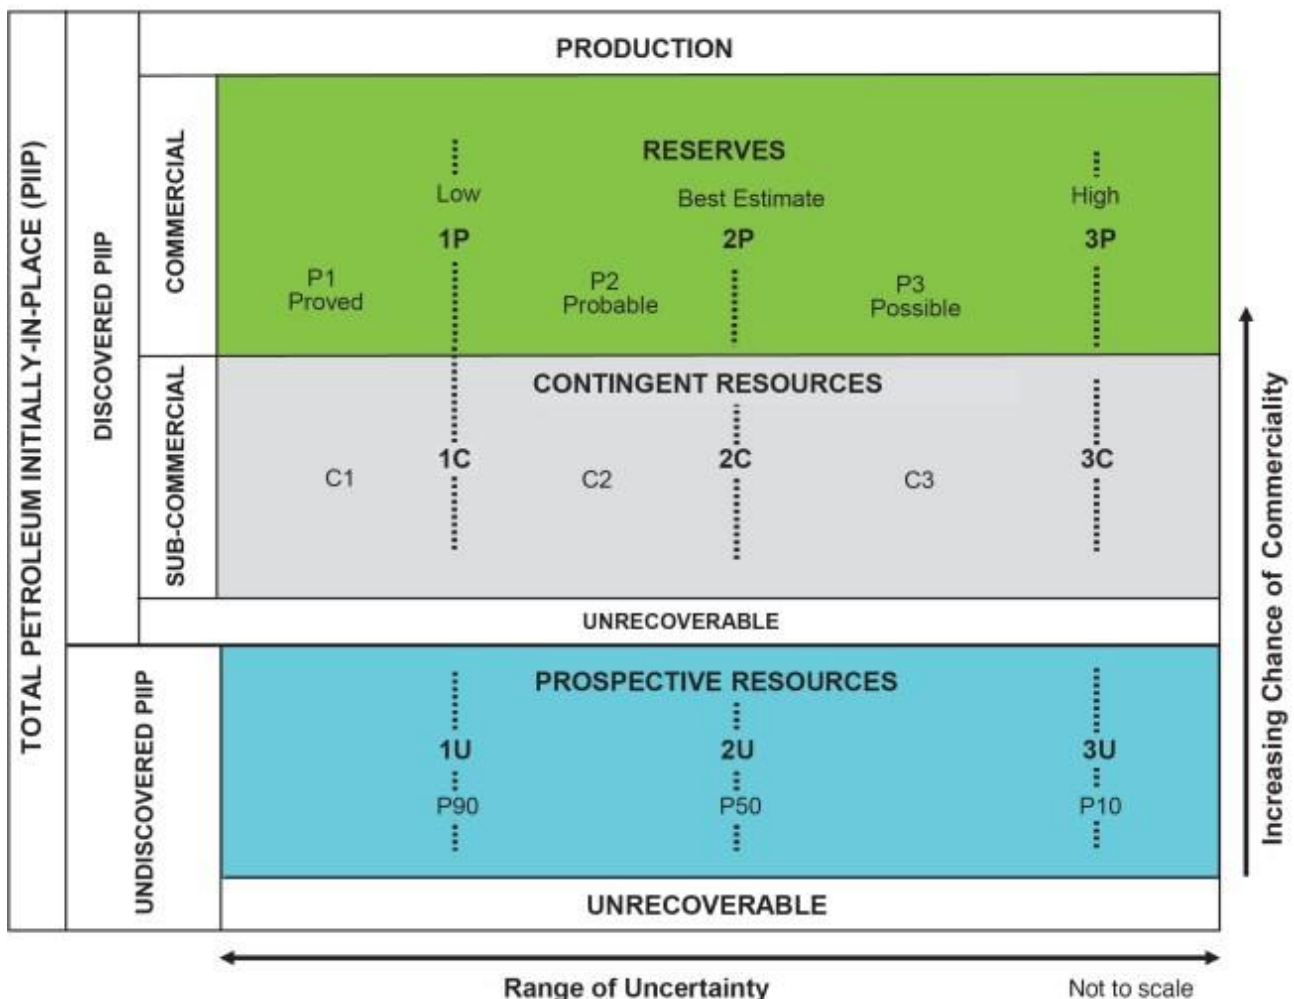 TOTAL PETROLEUM INITIALLY-IN-PLACE (PIIP)
DISCOVERED PIIP
UNDISCOVERED PIIP
COMMERCIAL
SUB-COMMERCIAL
PRODUCTION
RESERVES
Low
Best Estimate
High
1P
2P
3P
P1
Proved
P2
Probable
P3
Possible
CONTINGENT RESOURCES
1C
2C
3C
C1
C2
C3
UNRECOVERABLE
PROSPECTIVE RESOURCES
1U
2U
3U
P90
P50
P10
UNRECOVERABLE
Increasing Chance of Commerciality
Range of Uncertainty
Not to scale